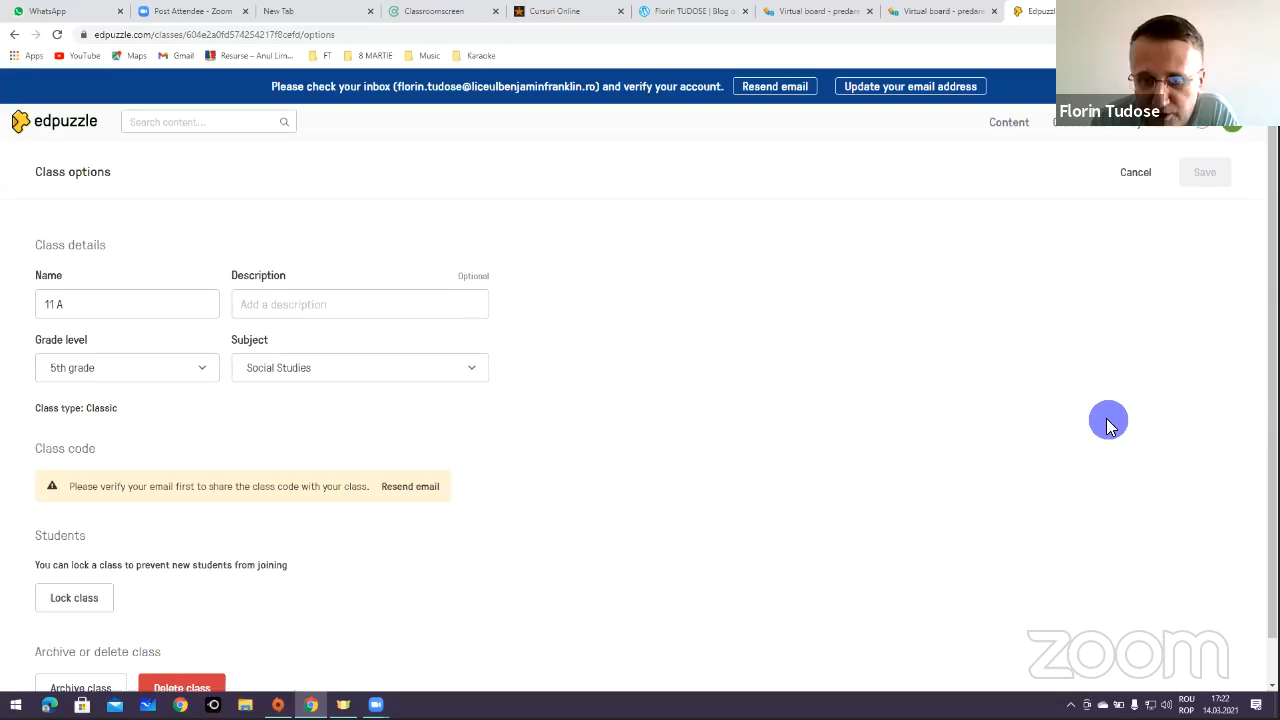 WhatsApp
Post Attendee - Zoom
New Tab
Classroomscreen
Cursuri Online
Florin TUDOSE | Blog o
Virtual board - predare
Virtual board - predare
Edpuzzle
edpuzzle.com/classes/604e2a0fd574254217f8cefd/options
Apps
YouTube
Maps
Gmail
Resurse – Anul Lim...
FT
8 MARTIE
Music
Karaoke
Please check your inbox (florin.tudose@liceulbenjaminfranklin.ro) and verify your account.
Resend email
Update your email address
edpuzzle
Search content...
Content
Florin Tudose
Class options
Cancel
Save
Class details
Name
Description
Optional
11 A
Add a description
Grade level
Subject
5th grade
Social Studies
Class type: Classic
Class code
Please verify your email first to share the class code with your class.
Resend email
Students
You can lock a class to prevent new students from joining
Lock class
Archive or delete class
Archive class
Delete class
zoom
ROU
ROP
17:22
14.03.2021